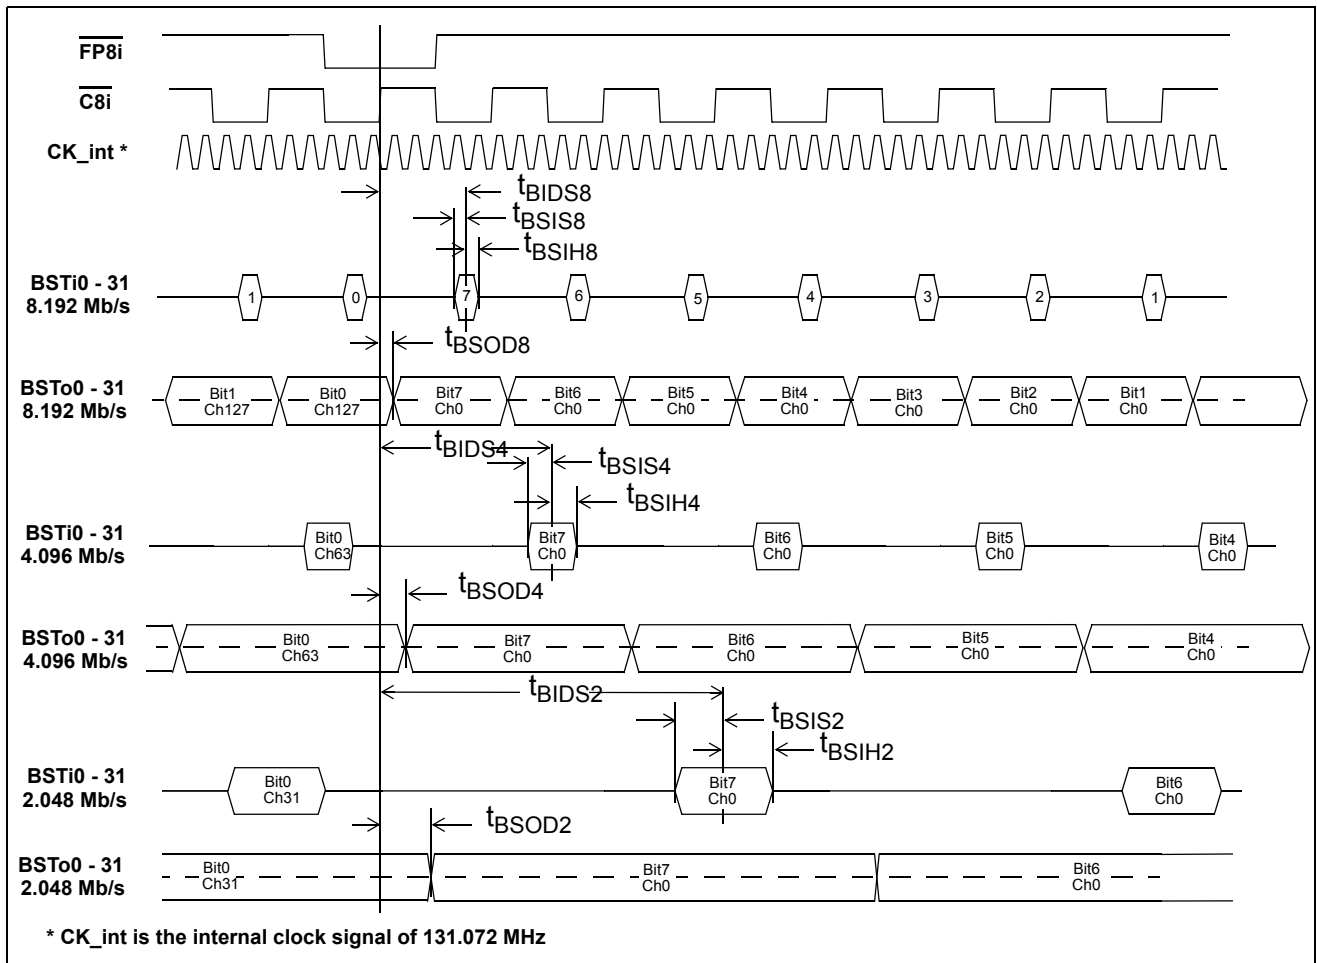 FP8i
C8i
CK_int *
tBIDS8
tBSIS8
tBSIH8
BSTi0 - 31
8.192 Mb/s
1
0
7
6
5
4
3
2
1
tBSOD8
BSTo0 - 31
8.192 Mb/s
Bit1
Ch127
Bit0
Ch127
Bit7
Ch0
Bit6
Ch0
Bit5
Ch0
Bit4
Ch0
Bit3
Ch0
Bit2
Ch0
Bit1
Ch0
tBIDS4
tBSIS4
tBSIH4
BSTi0 - 31
4.096 Mb/s
Bit0
Ch63
Bit7
Ch0
Bit6
Ch0
Bit5
Ch0
Bit4
Ch0
tBSOD4
BSTo0 - 31
4.096 Mb/s
Bit0
Ch63
Bit7
Ch0
Bit6
Ch0
Bit5
Ch0
Bit4
Ch0
tBIDS2
tBSIS2
tBSIH2
BSTi0 - 31
2.048 Mb/s
Bit0
Ch31
Bit7
Ch0
Bit6
Ch0
tBSOD2
BSTo0 - 31
2.048 Mb/s
Bit0
Ch31
Bit7
Ch0
Bit6
Ch0
* CK_int is the internal clock signal of 131.072 MHz